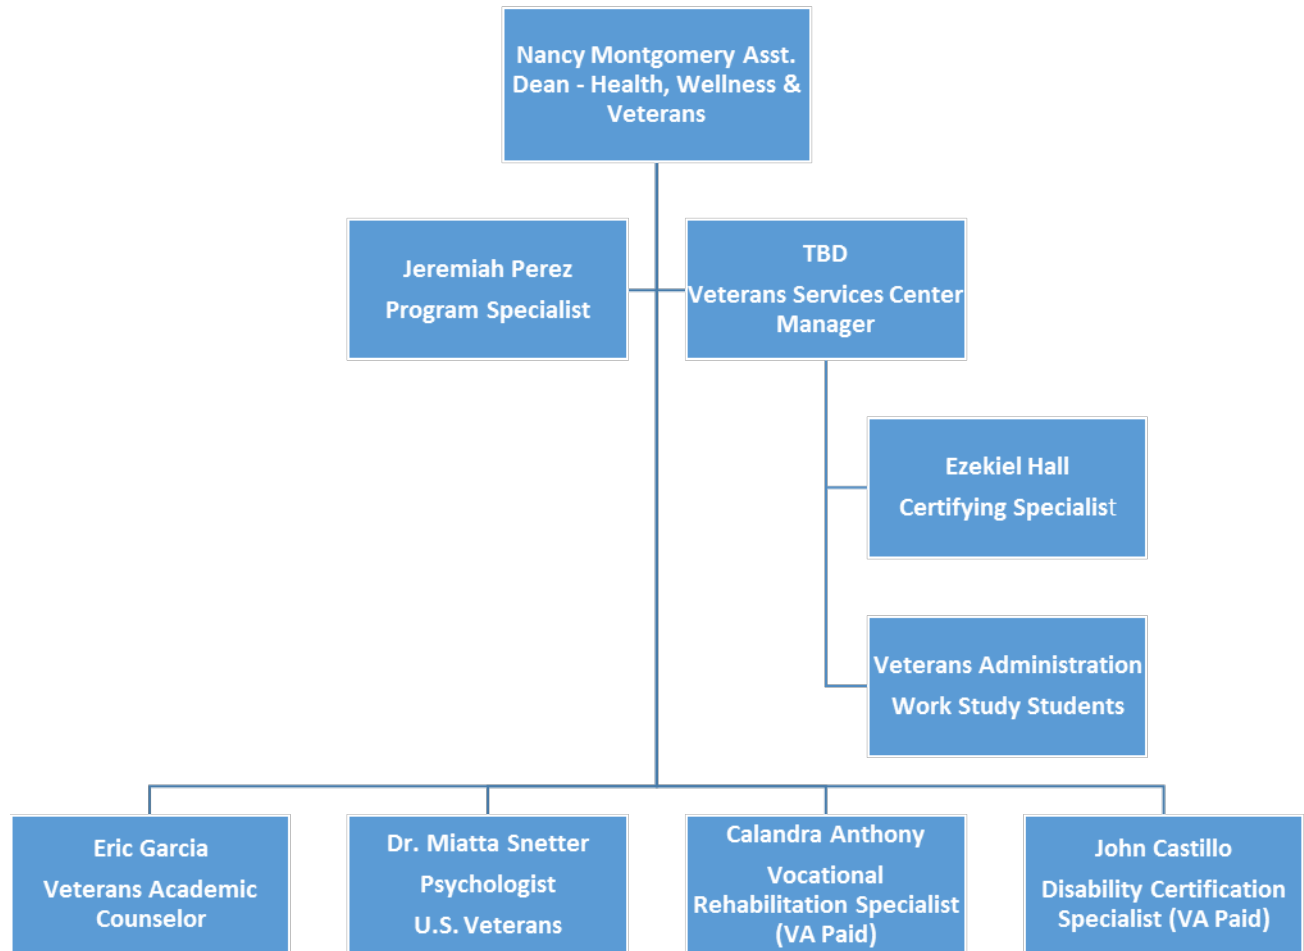 Nancy Montgomery Asst.
Dean - Health, Wellness &
Veterans
Jeremiah Perez
Program Specialist
TBD
Veterans Services Center
Manager
Ezekiel Hall
Certifying Specialist
Veterans Administration
Work Study Students
Eric Garcia
Veterans Academic
Counselor
Dr. Miatta Snetter
Psychologist
U.S. Veterans
Calandra Anthony
Vocational
Rehabilitation Specialist
(VA Paid)
John Castillo
Disability Certification
Specialist (VA Paid)